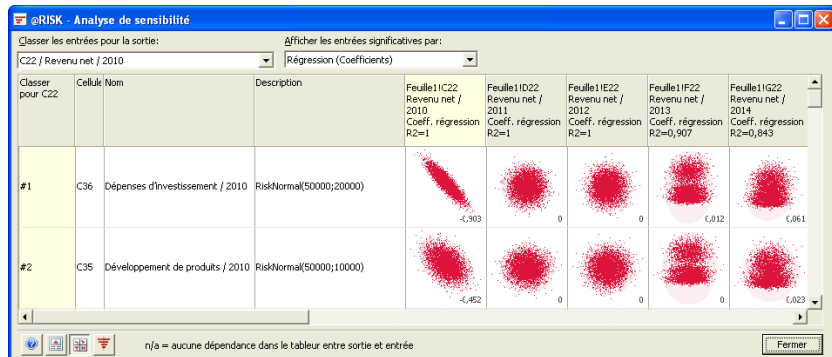 @RISK - Analyse de sensibilité
Classer les entrées pour la sortie:
Afficher les entrées significatives par:
C22 / Revenu net / 2010
Régression (Coefficients)
Classer pour C22
Cellule
Nom
Description
Feuille1!C22
Revenu net /
2010
Coeff. régression
R2=1
Feuille1!D22
Revenu net /
2011
Coeff. régression
R2=1
Feuille1!E22
Revenu net /
2012
Coeff. régression
R2=1
Feuille1!F22
Revenu net /
2013
Coeff. régression
R2=0,907
Feuille1!G22
Revenu net /
2014
Coeff. régression
R2=0,843
#1
C36
Dépenses d'investissement / 2010
RiskNormal(50000;20000)
-0,903
0
0
0,012
0,061
#2
C35
Développement de produits / 2010
RiskNormal(50000;10000)
-0,452
0
0
0
0,023
n/a = aucune dépendance dans le tableur entre sortie et entrée
Fermer